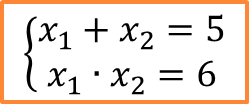 x₁ + x₂ = 5
x₁ · x₂ = 6